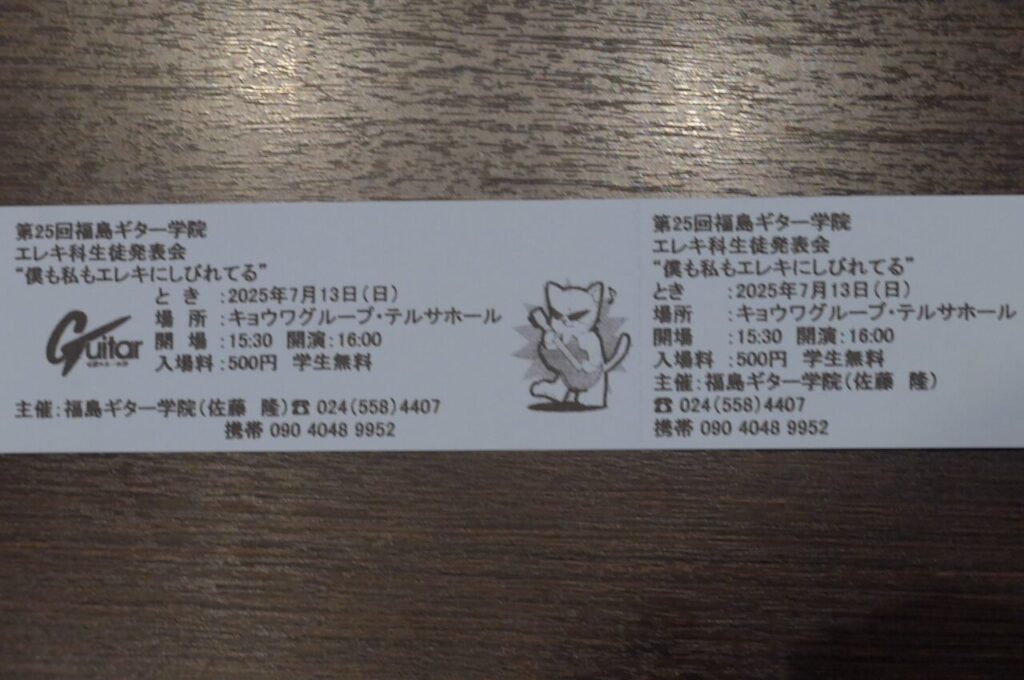 第25回福島ギター学院
エレキ科生徒発表会
“僕も私もエレキにしびれてる”
とき :2025年7月13日(日)
場所 :キョウワグループ・テルサホール
開場 :15:30 開演:16:00
入場料 :500円 学生無料
Guitar
主催:福島ギター学院(佐藤 隆)☎ 024(558)4407
携帯 090 4048 9952
第25回福島ギター学院
エレキ科生徒発表会
“僕も私もエレキにしびれてる”
とき :2025年7月13日(日)
場所 :キョウワグループ・テルサホール
開場 :15:30 開演:16:00
入場料 :500円 学生無料
主催:福島ギター学院(佐藤 隆)
☎ 024(558)4407
携帯 090 4048 9952